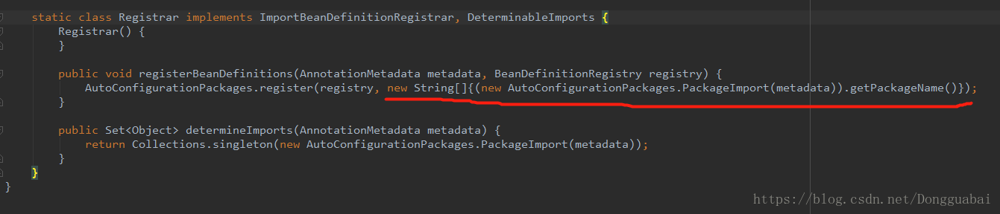 static class Registrar implements ImportBeanDefinitionRegistrar, DeterminableImports {
Registrar() {
}
public void registerBeanDefinitions(AnnotationMetadata metadata, BeanDefinitionRegistry registry) {
AutoConfigurationPackages.register(registry, new String[]{(new AutoConfigurationPackages.PackageImport(metadata)).getPackageName()});
}
public Set<Object> determineImports(AnnotationMetadata metadata) {
return Collections.singleton(new AutoConfigurationPackages.PackageImport(metadata));
}
}
}
https://blog.csdn.net/Dongguabai